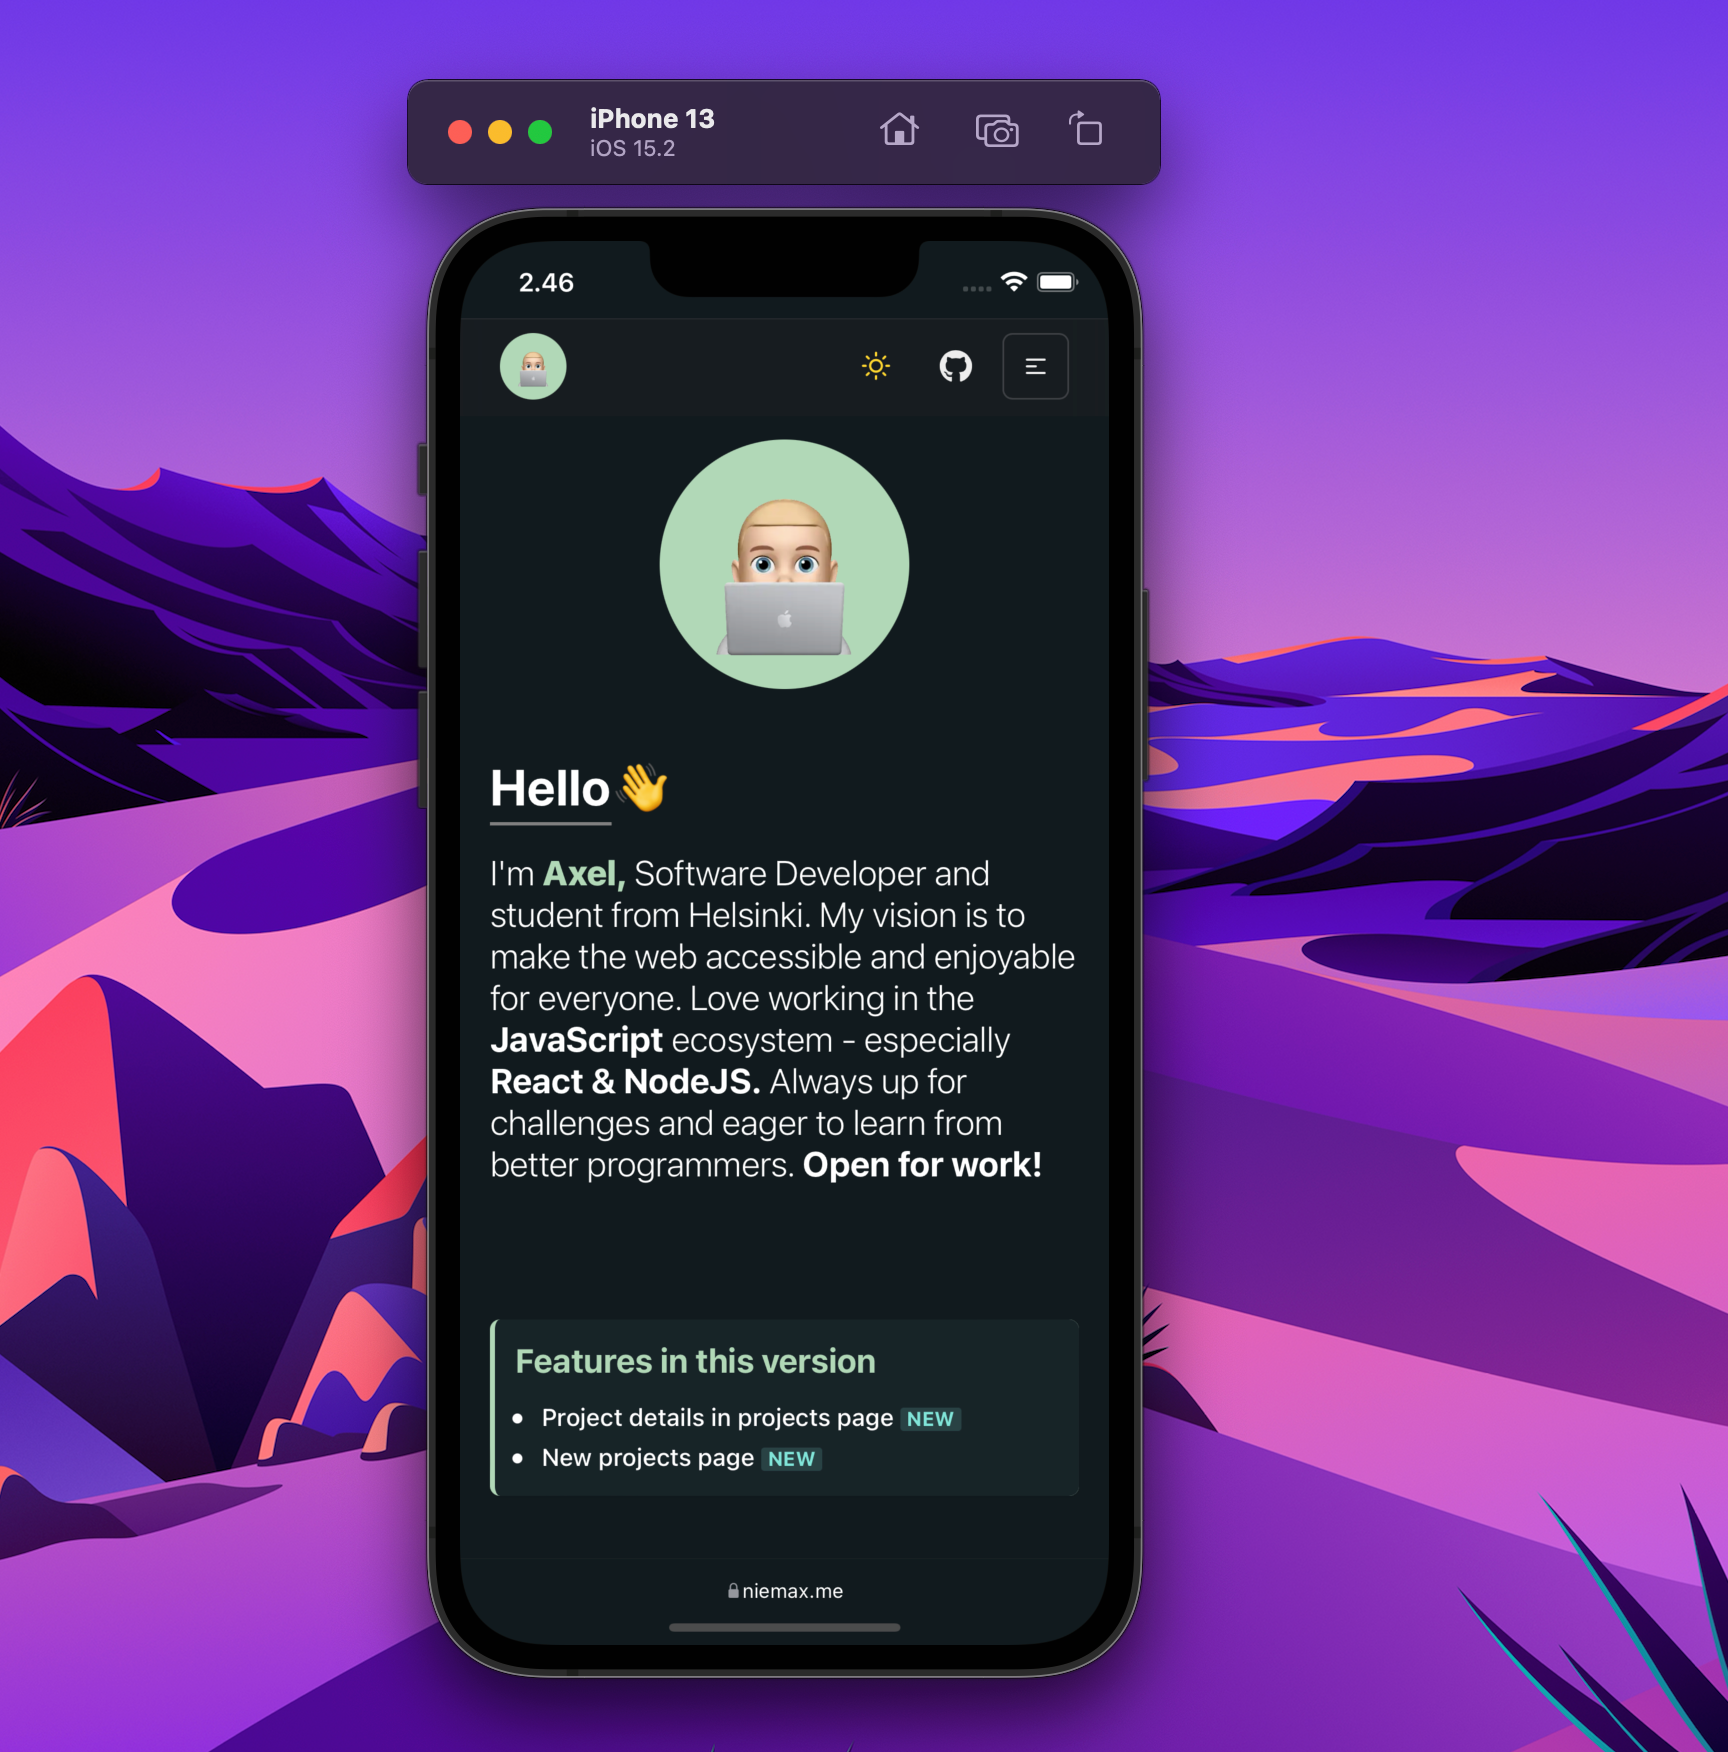 iPhone 13
iOS 15.2
2.46
Hello👋
I'm Axel, Software Developer and
student from Helsinki. My vision is to
make the web accessible and enjoyable
for everyone. Love working in the
JavaScript ecosystem - especially
React & NodeJS. Always up for
challenges and eager to learn from
better programmers. Open for work!
Features in this version
• Project details in projects page NEW
• New projects page NEW
niemax.me